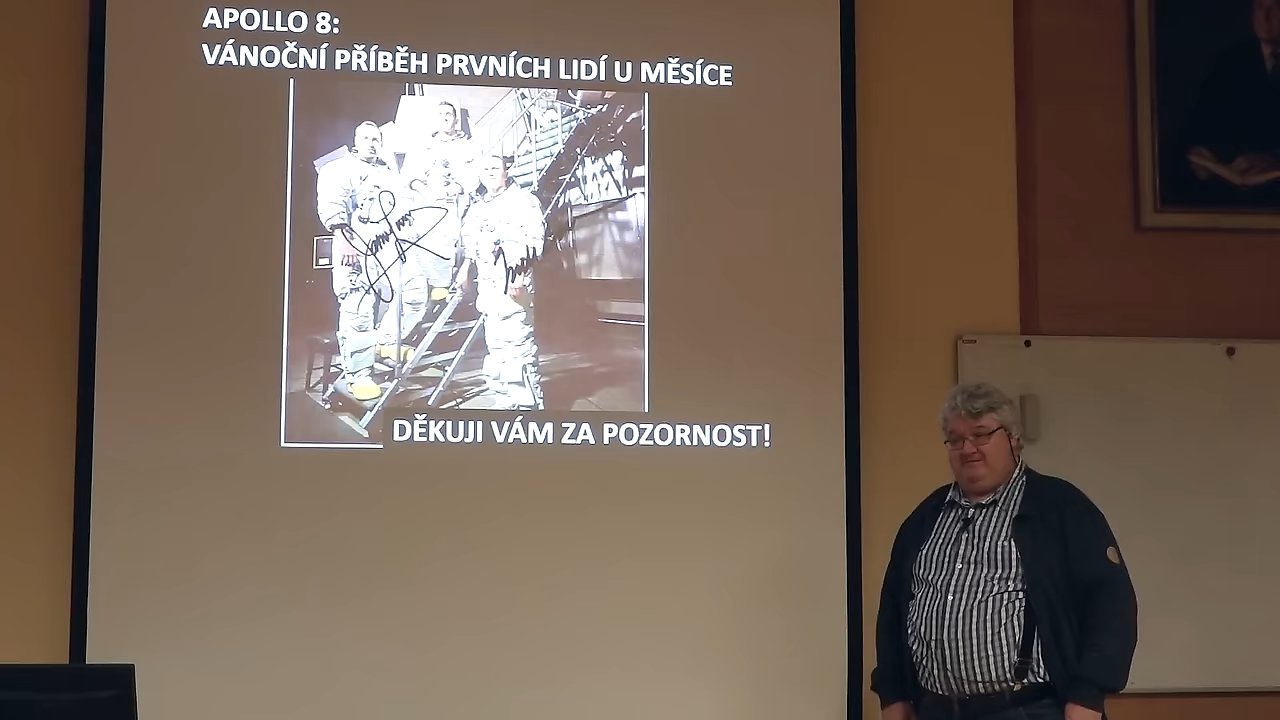 APOLLO 8:
VÁNOČNÍ PŘÍBĚH PRVNÍCH LIDÍ U MĚSÍCE
DĚKUJI VÁM ZA POZORNOST!